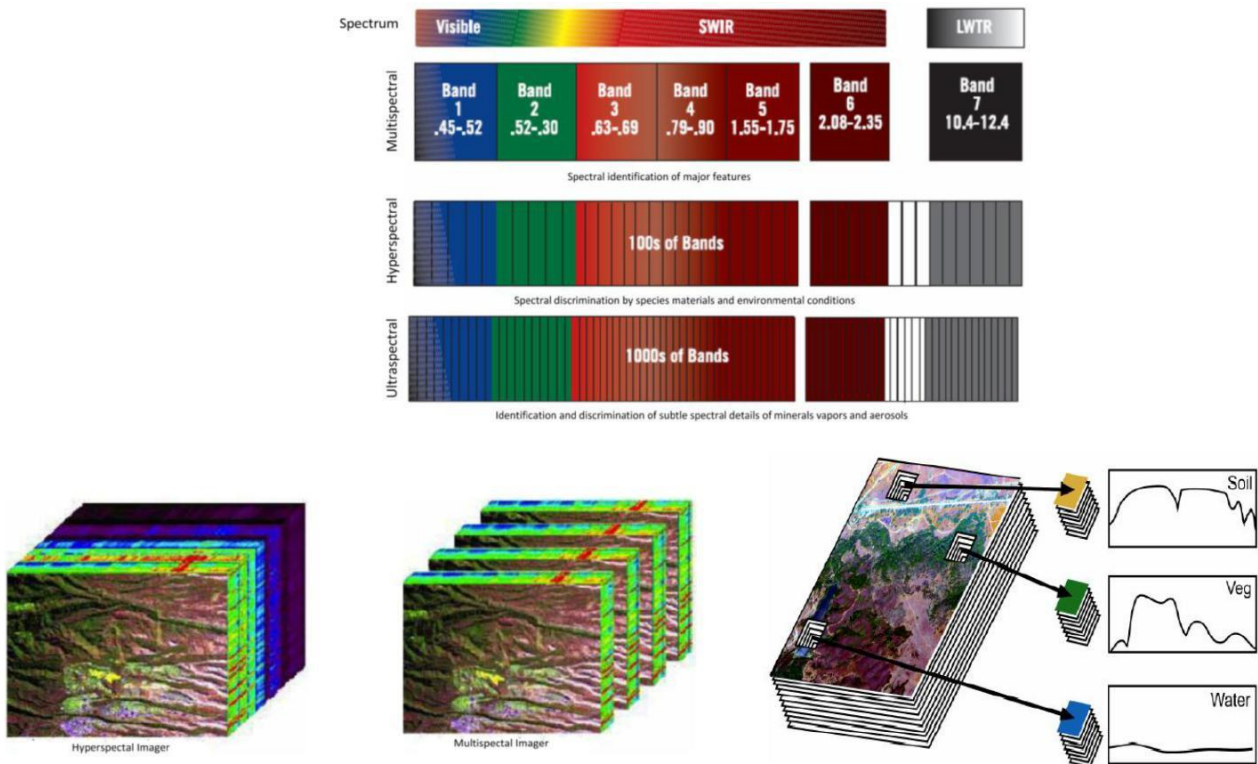 Spectrum
Visible
SWIR
LWTR
Multispectral
Band
1
.45-.52
Band
2
.52-.30
Band
3
.63-.69
Band
4
.79-.90
Band
5
1.55-1.75
Band
6
2.08-2.35
Band
7
10.4-12.4
Spectral identification of major features
Hyperspectral
100s of Bands
Spectral discrimination by species materials and environmental conditions
Ultraspectral
1000s of Bands
Identification and discrimination of subtle spectral details of minerals vapors and aerosols
Hyperspectal Imager
Multispectal Imager
Soil
Veg
Water